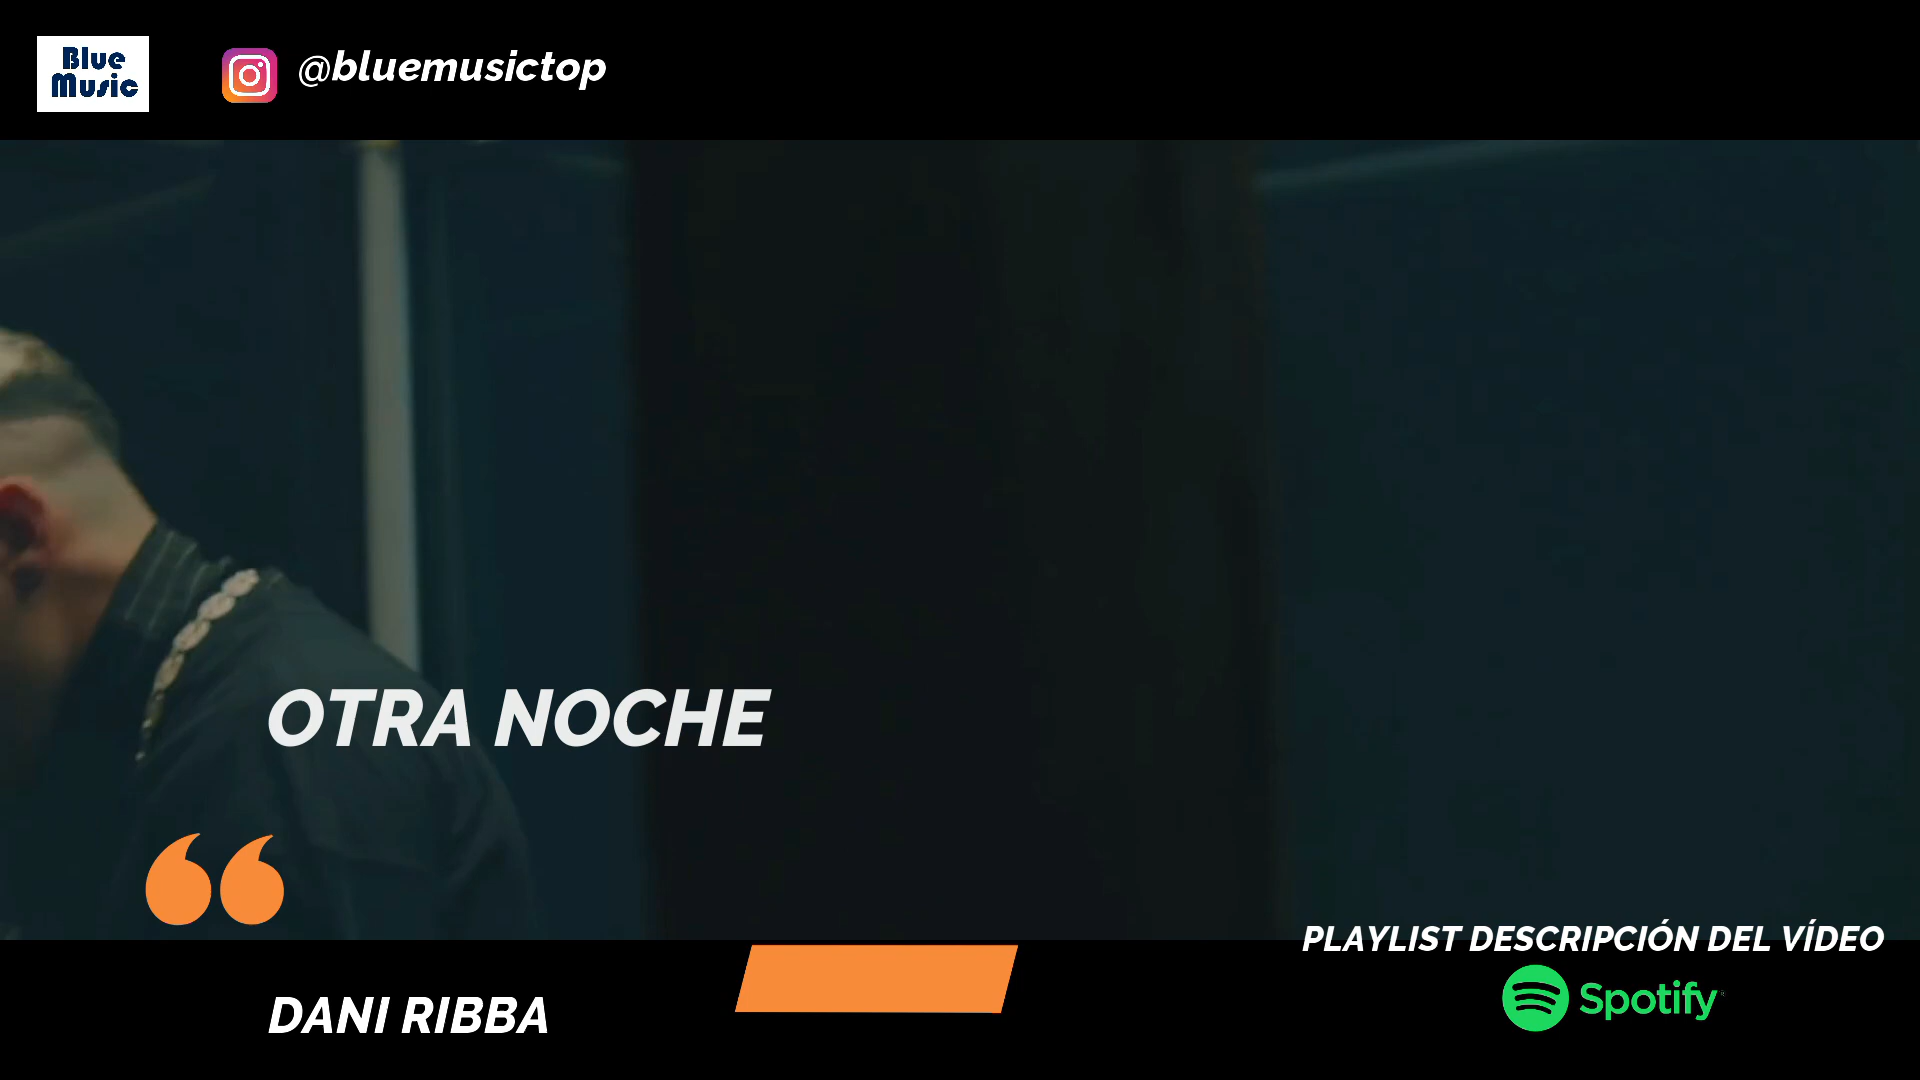 Blue
Music
@bluemusictop
OTRA NOCHE
PLAYLIST DESCRIPCIÓN DEL VÍDEO
Spotify
DANI RIBBA